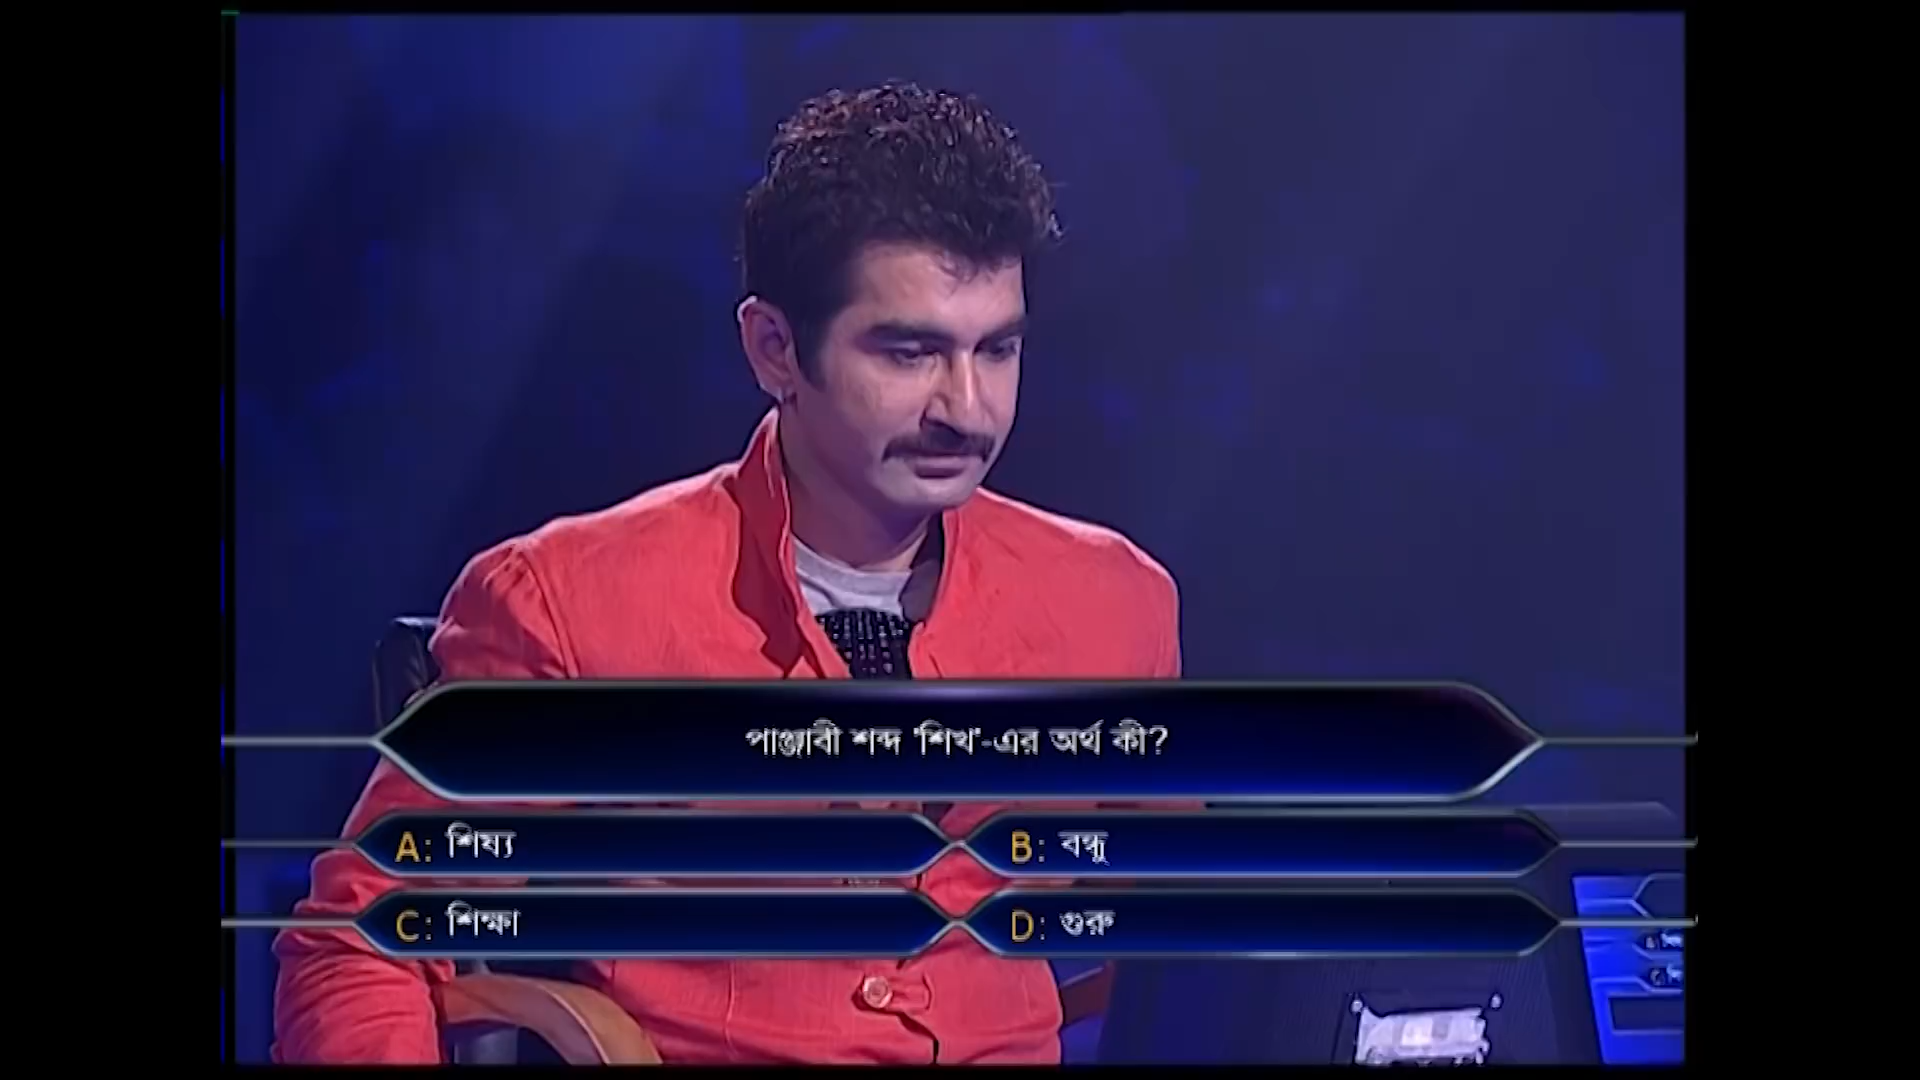 পাঞ্জাবী শব্দ 'শিখ'-এর অর্থ কী?
A: শিষ্য
B: বন্ধু
C: শিক্ষা
D: গুরু